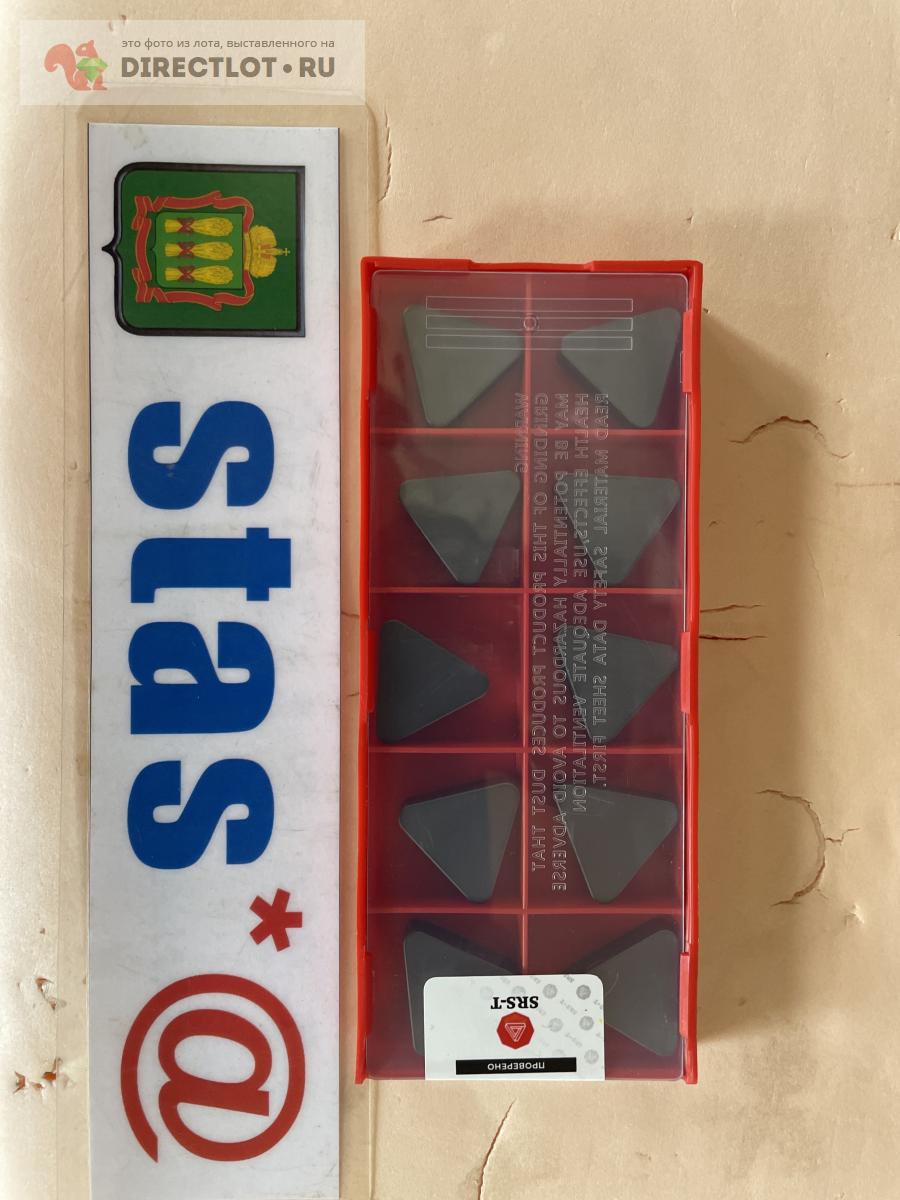 это фото из лота, выставленного на
DIRECTLOT•RU
stas*@
WARNING
GRINDING OF THIS PRODUCT PRODUCES DUST THAT
MAY BE POTENTIALLY HAZARDOUS TO AVOID ADVERSE
HEALTH EFFECTS, USE ADEQUATE VENTILATION
READ MATERIAL SAFETY DATA SHEET FIRST.
SRS-T
ПРОВЕРЕНО